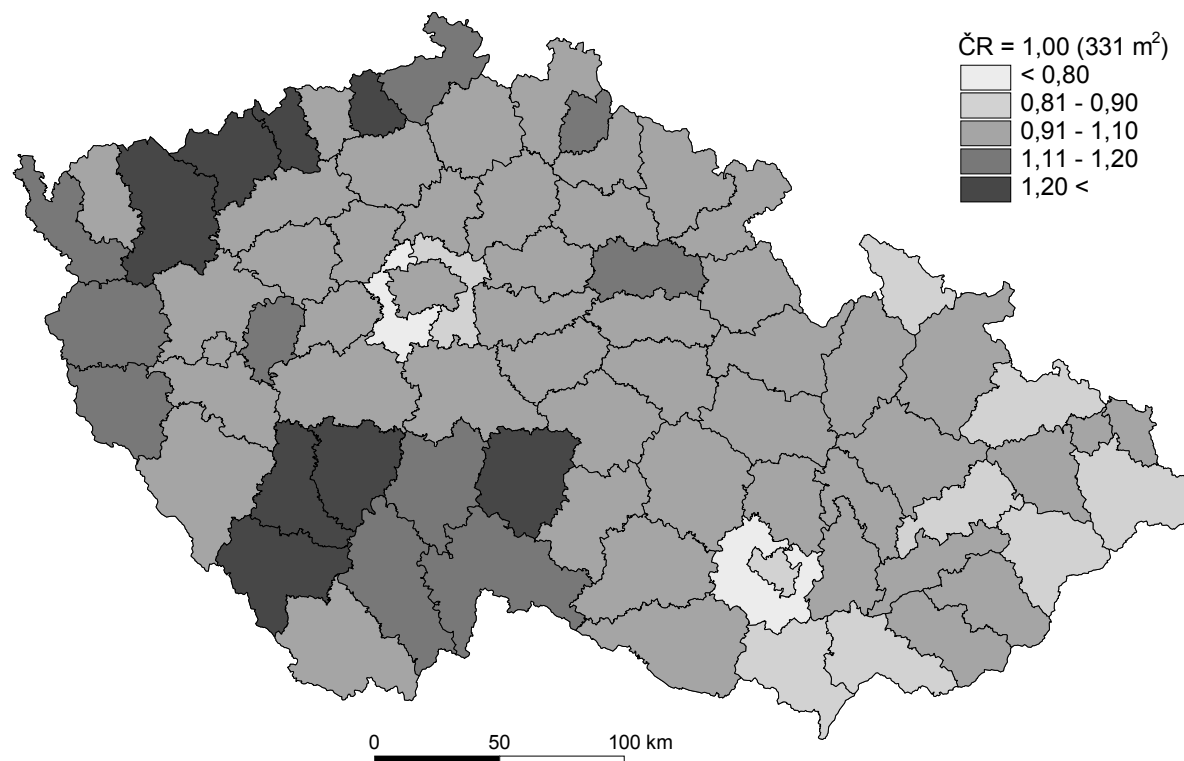 ČR = 1,00 (331 m²)
< 0,80
0,81 - 0,90
0,91 - 1,10
1,11 - 1,20
1,20 <
0 50 100 km